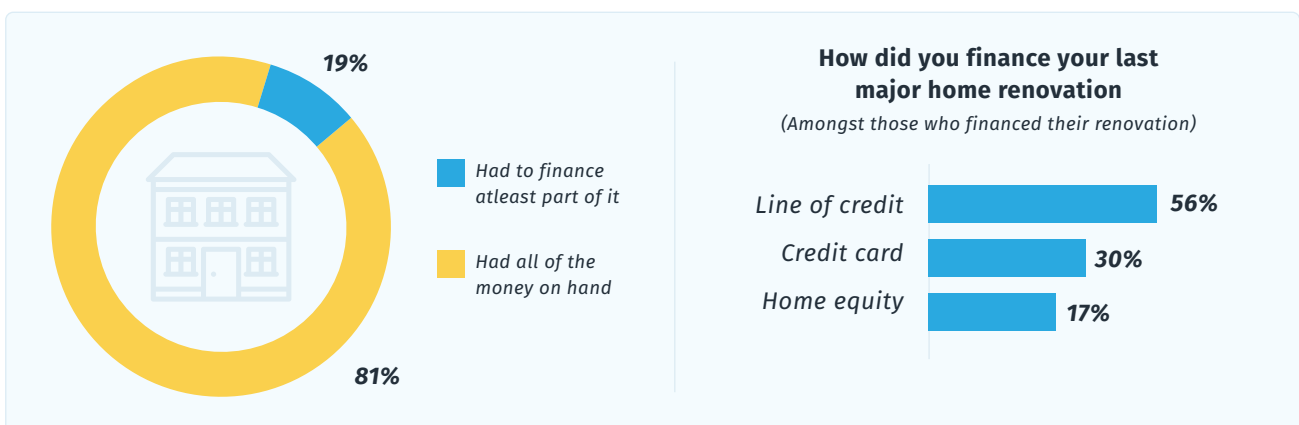 19%
Had to finance
atleast part of it
Had all of the
money on hand
81%
How did you finance your last
major home renovation
(Amongst those who financed their renovation)
Line of credit
56%
Credit card
30%
Home equity
17%